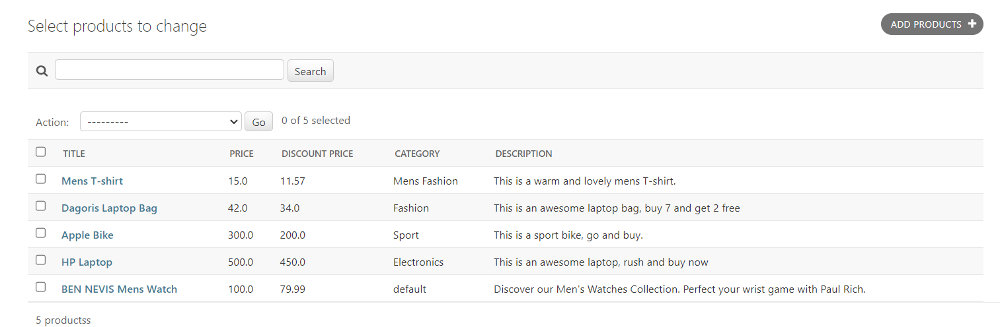 Select products to change
ADD PRODUCTS +
Search
Action: --------- Go 0 of 5 selected
TITLE PRICE DISCOUNT PRICE CATEGORY DESCRIPTION
Mens T-shirt 15.0 11.57 Mens Fashion This is a warm and lovely mens T-shirt.
Dagoris Laptop Bag 42.0 34.0 Fashion This is an awesome laptop bag, buy 7 and get 2 free
Apple Bike 300.0 200.0 Sport This is a sport bike, go and buy.
HP Laptop 500.0 450.0 Electronics This is an awesome laptop, rush and buy now
BEN NEVIS Mens Watch 100.0 79.99 default Discover our Men's Watches Collection. Perfect your wrist game with Paul Rich.
5 productss